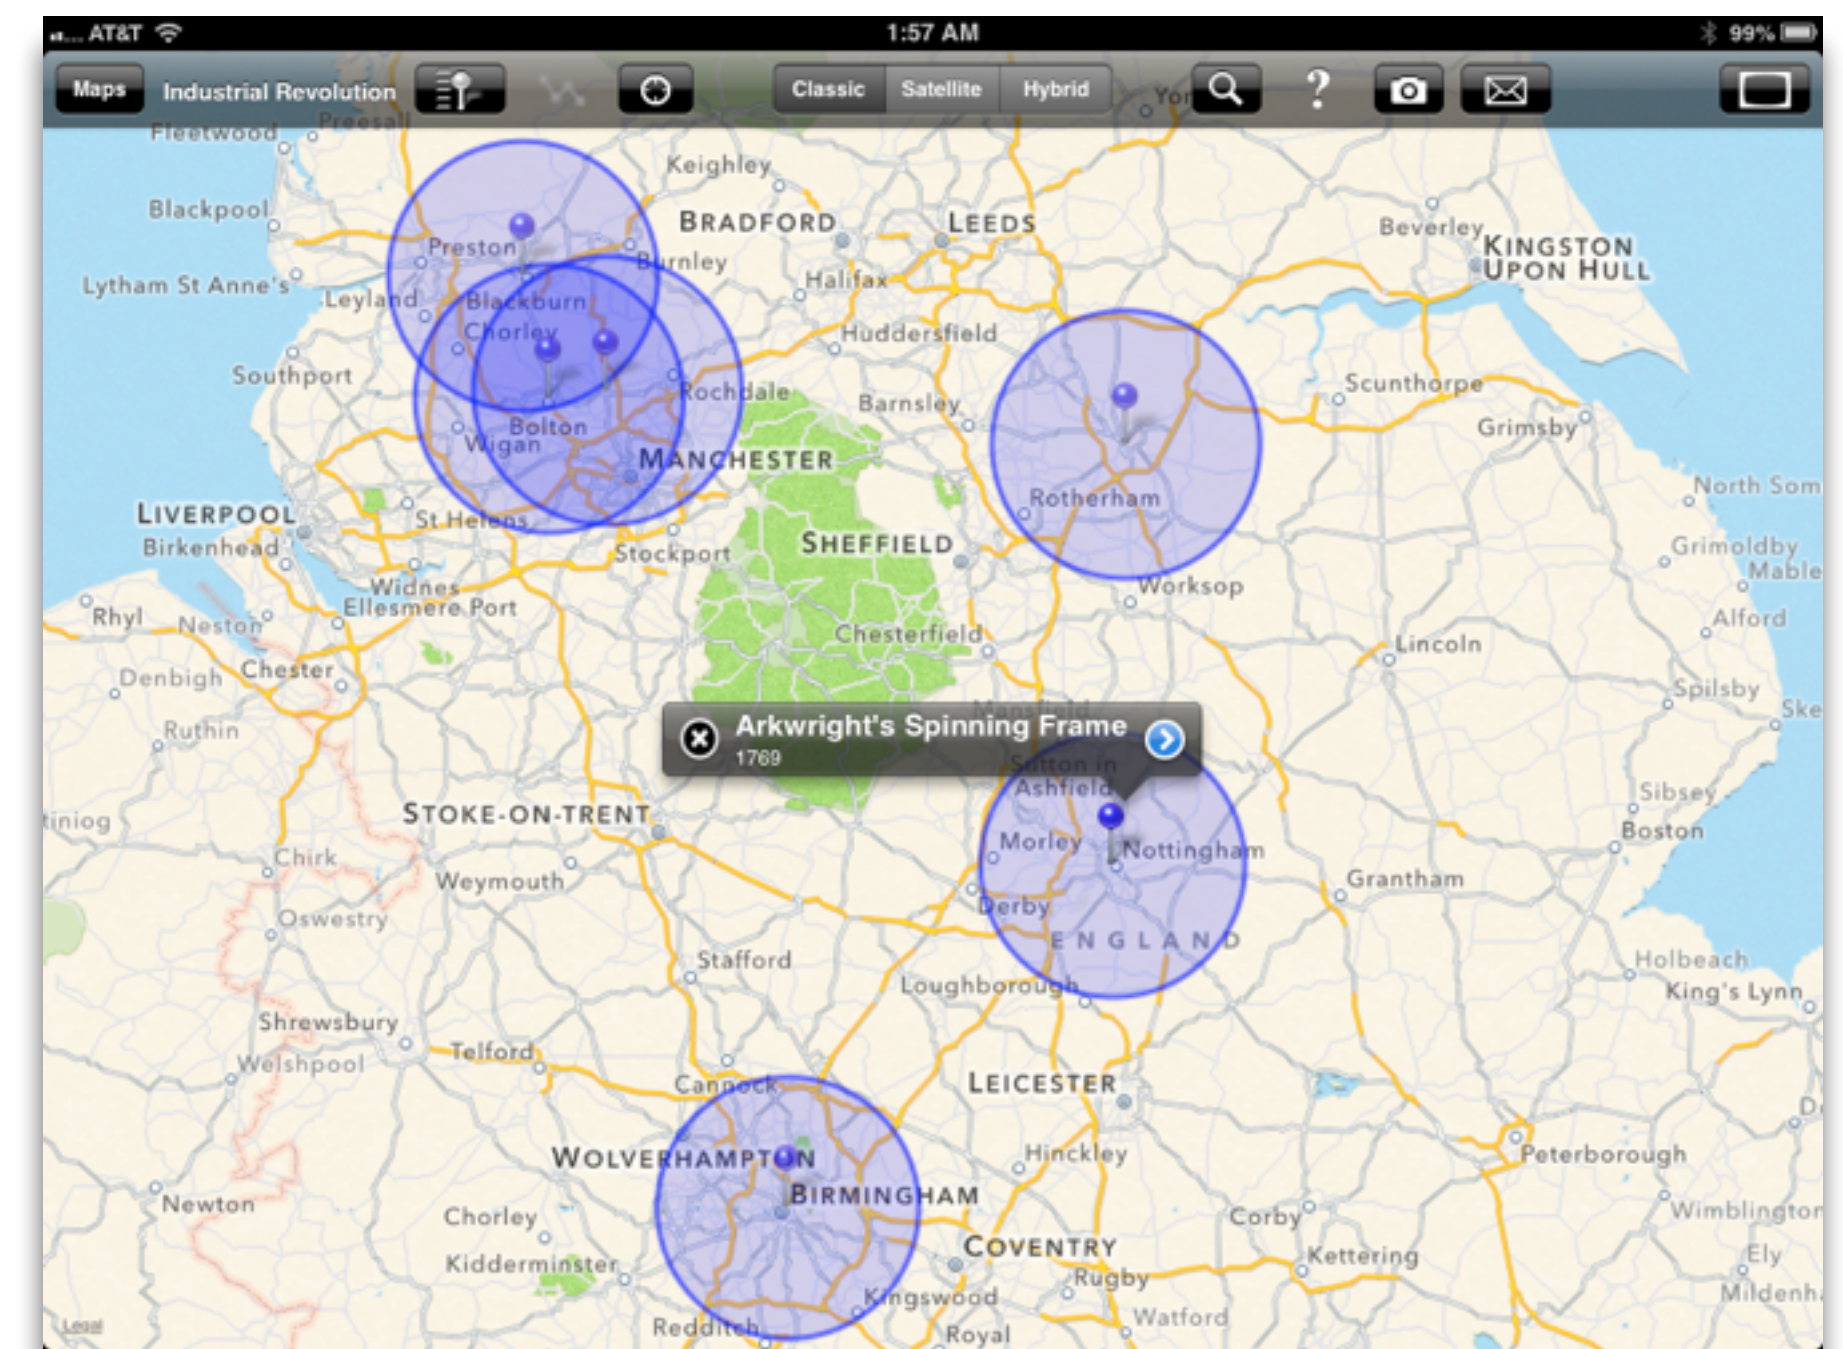 AT&T
1:57 AM
99%
Maps
Industrial Revolution
Classic
Satellite
Hybrid
?
Fleetwood
Preesall
Keighley
Blackpool
BRADFORD
LEEDS
Beverley
KINGSTON
UPON HULL
Preston
Burnley
Lytham St Anne's
Leyland
Blackburn
Halifax
Chorley
Huddersfield
Southport
Rochdale
Barnsley
Scunthorpe
Grimsby
Bolton
Wigan
MANCHESTER
North Som
Rotherham
LIVERPOOL
St Helens
Birkenhead
Stockport
SHEFFIELD
Grimoldby
Mable
Widnes
Ellesmere Port
Worksop
Rhyl
Neston
Alford
Chesterfield
Lincoln
Denbigh
Chester
Spilsby
Ske
Mansfield
Ruthin
Arkwright's Spinning Frame
1769
Sutton in
Ashfield
Sibsey
Boston
STOKE-ON-TRENT
tiniog
Morley
Nottingham
Chirk
Weymouth
Grantham
Derby
Oswestry
ENGLAND
Stafford
Holbeach
Loughborough
King's Lynn
Shrewsbury
Telford
Welshpool
Cannock
LEICESTER
WOLVERHAMPTON
Hinckley
Peterborough
BIRMINGHAM
Newton
Chorley
Corby
Wimblington
COVENTRY
Kettering
Ely
Kidderminster
Rugby
Kingswood
Mildenh
Watford
Legal
Redditch
Royal